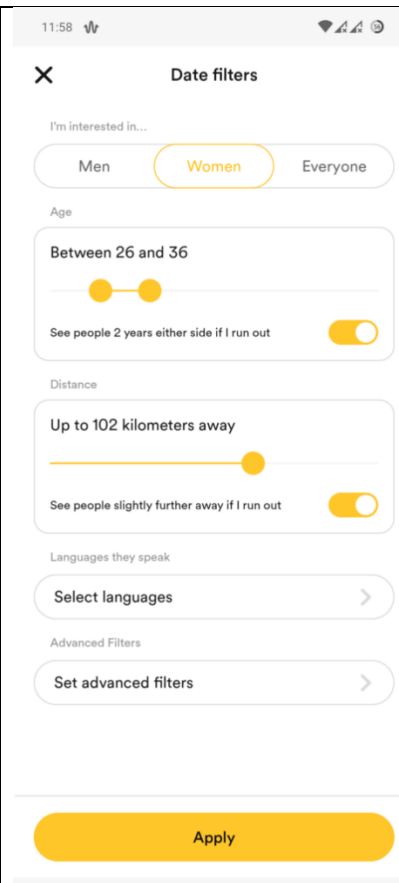 11:58
Date filters
I'm interested in...
Men Women Everyone
Age
Between 26 and 36
See people 2 years either side if I run out
Distance
Up to 102 kilometers away
See people slightly further away if I run out
Languages they speak
Select languages
Advanced Filters
Set advanced filters
Apply